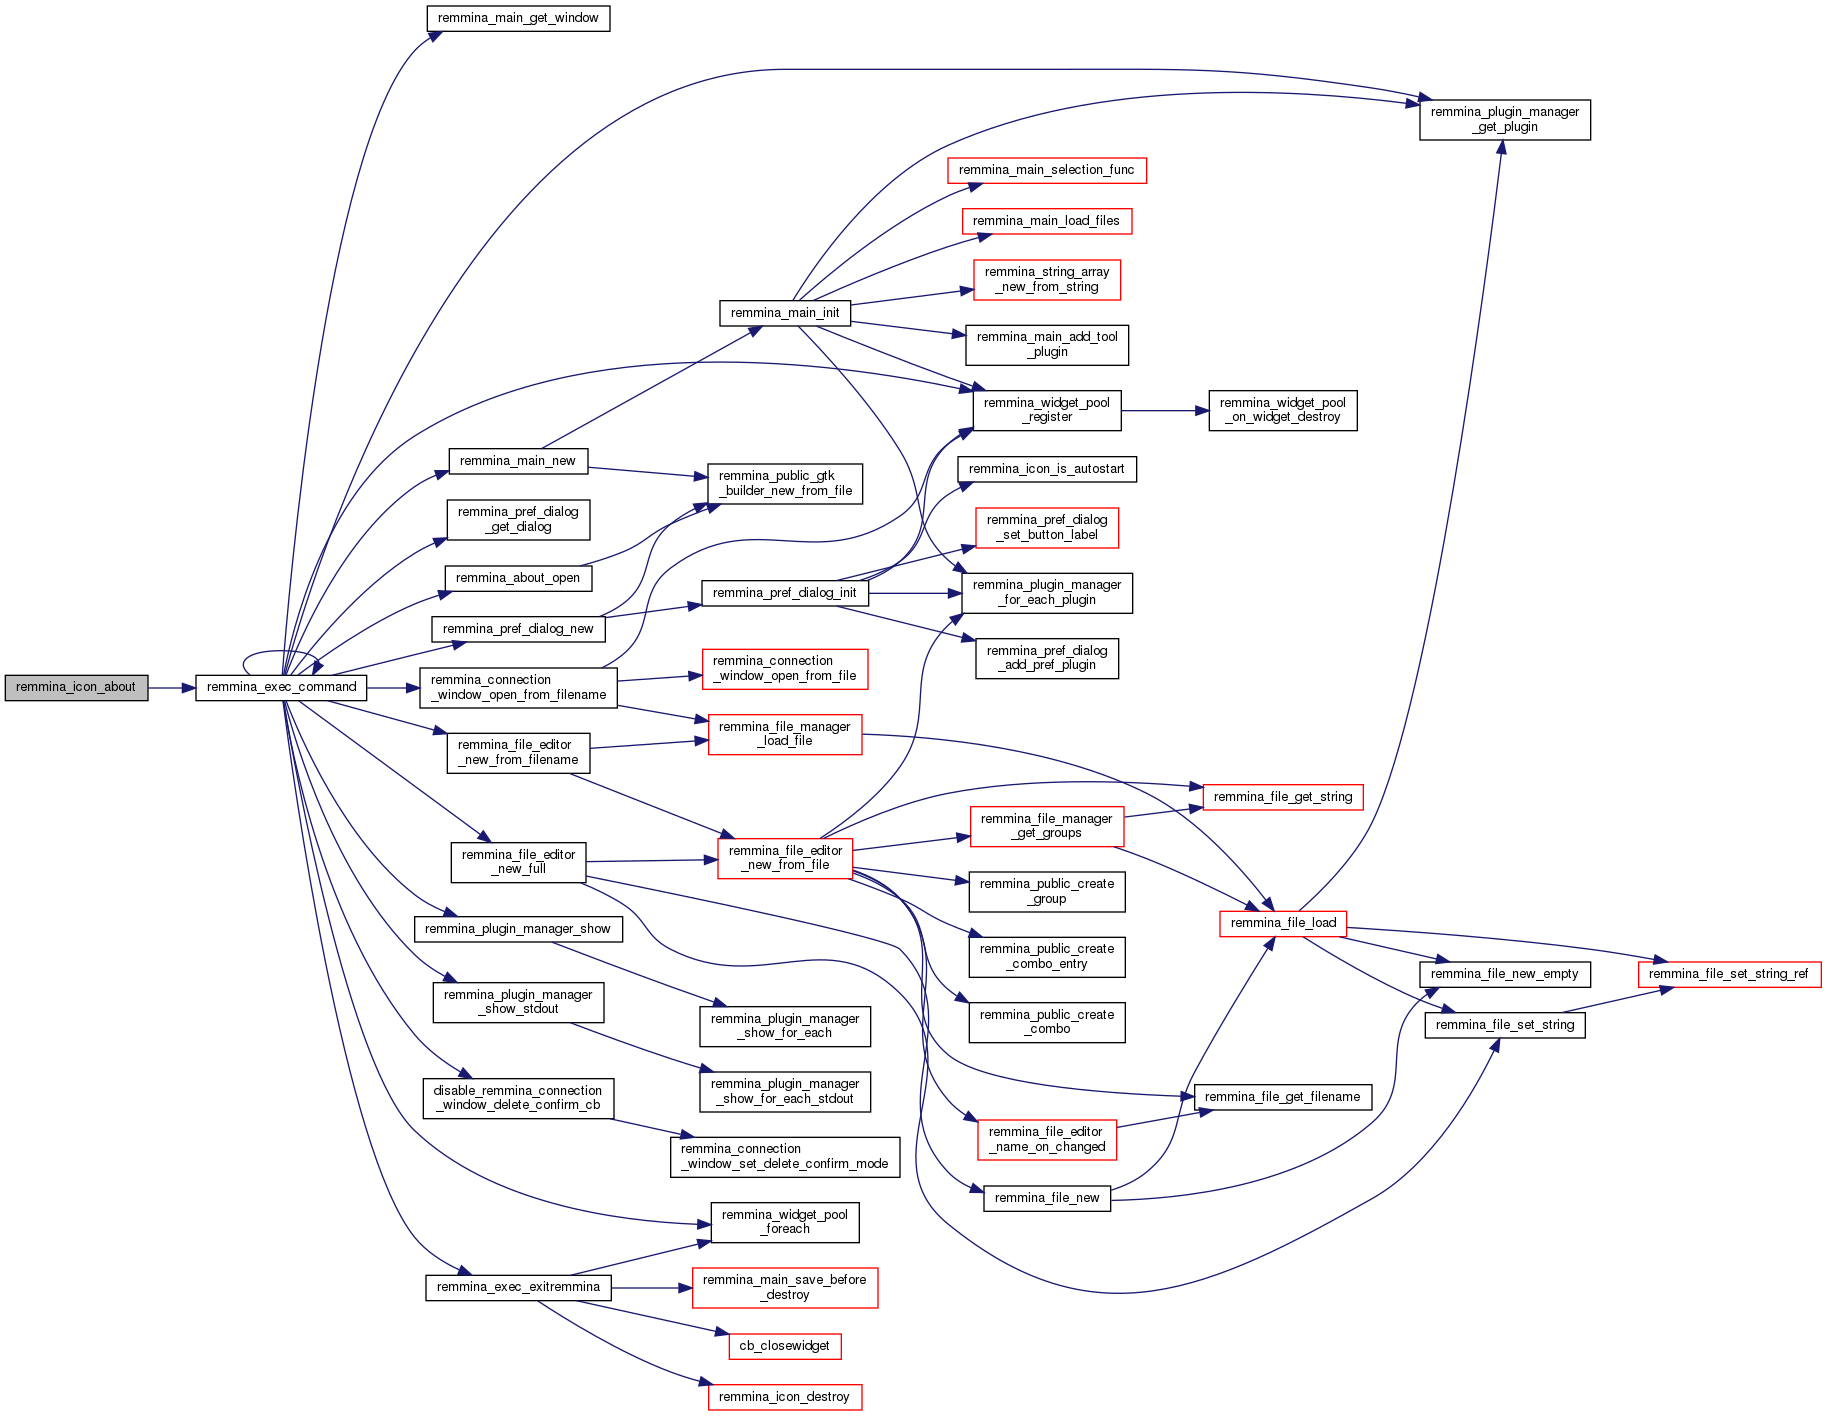 remmina_main_get_window
remmina_plugin_manager
_get_plugin
remmina_main_selection_func
remmina_main_load_files
remmina_string_array
_new_from_string
remmina_main_init
remmina_main_add_tool
_plugin
remmina_widget_pool
_register
remmina_widget_pool
_on_widget_destroy
remmina_main_new
remmina_public_gtk
_builder_new_from_file
remmina_icon_is_autostart
remmina_pref_dialog
_get_dialog
remmina_pref_dialog
_set_button_label
remmina_about_open
remmina_pref_dialog_init
remmina_plugin_manager
_for_each_plugin
remmina_pref_dialog_new
remmina_pref_dialog
_add_pref_plugin
remmina_icon_about
remmina_exec_command
remmina_connection
_window_open_from_filename
remmina_connection
_window_open_from_file
remmina_file_manager
_load_file
remmina_file_editor
_new_from_filename
remmina_file_get_string
remmina_file_manager
_get_groups
remmina_file_editor
_new_full
remmina_file_editor
_new_from_file
remmina_public_create
_group
remmina_plugin_manager_show
remmina_file_load
remmina_public_create
_combo_entry
remmina_file_new_empty
remmina_file_set_string_ref
remmina_plugin_manager
_show_stdout
remmina_plugin_manager
_show_for_each
remmina_public_create
_combo
remmina_file_set_string
disable_remmina_connection
_window_delete_confirm_cb
remmina_plugin_manager
_show_for_each_stdout
remmina_file_get_filename
remmina_file_editor
_name_on_changed
remmina_connection
_window_set_delete_confirm_mode
remmina_file_new
remmina_widget_pool
_foreach
remmina_exec_exitremmina
remmina_main_save_before
_destroy
cb_closewidget
remmina_icon_destroy